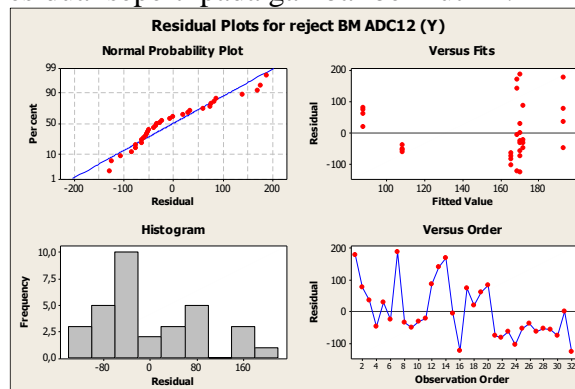 seperti pada gambar
Residual Plots for reject BM ADC12 (Y)
Normal Probability Plot
Percent
99
90
50
10
1
-200 -100 0 100 200
Residual
Versus Fits
Residual
200
100
0
-100
100 120 140 160 180
Fitted Value
Histogram
Frequency
10,0
7,5
5,0
2,5
0,0
-80 0 80 160
Residual
Versus Order
Residual
200
100
0
-100
2 4 6 8 10 12 14 16 18 20 22 24 26 28 30 32
Observation Order